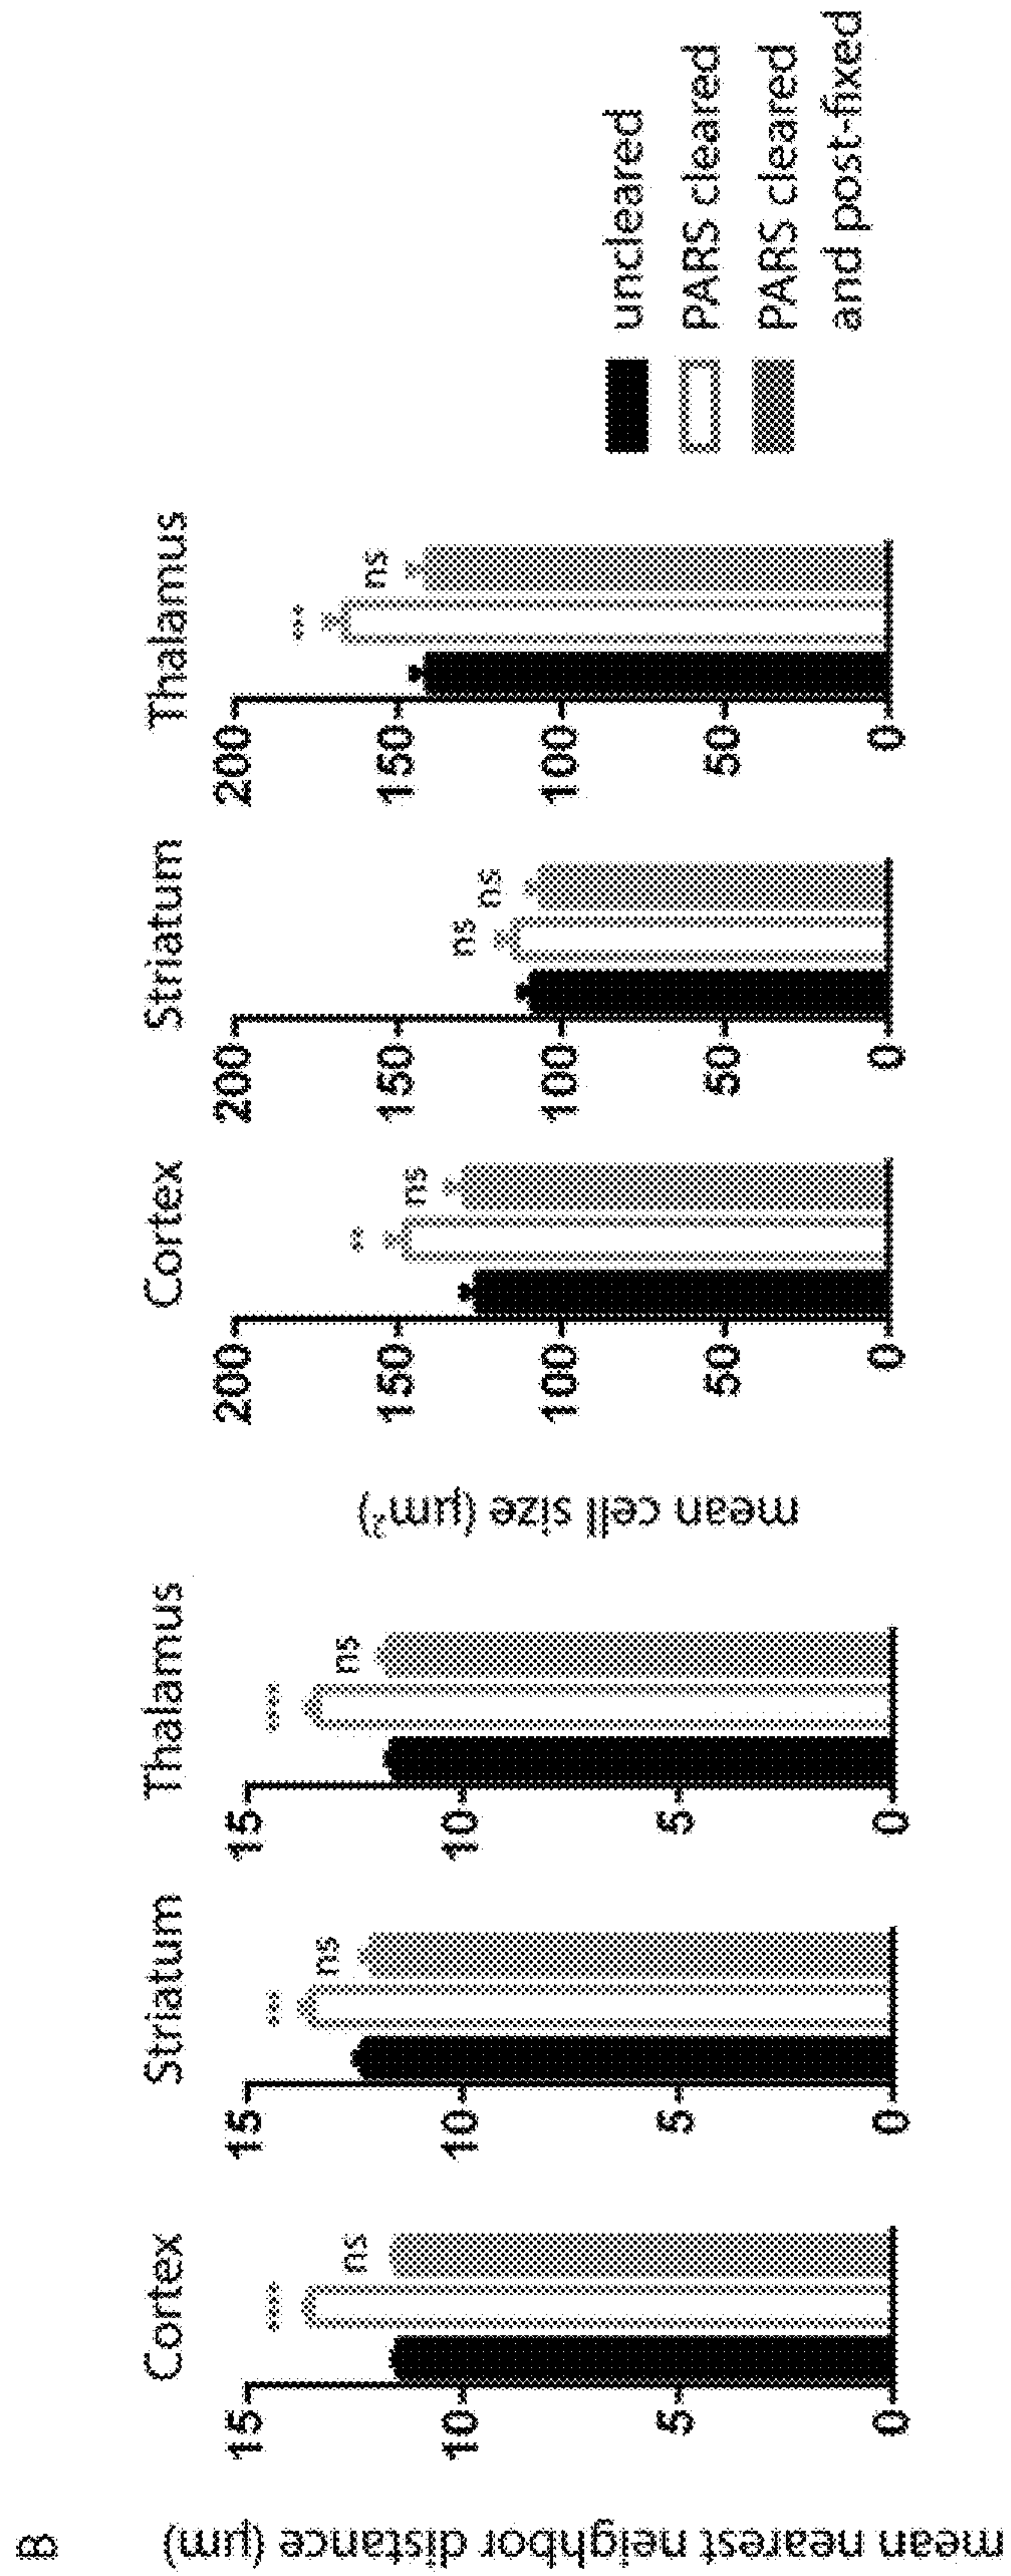 B
mean nearest neighbor distance (μm)
Cortex
15
10
5
0
****
ns
Striatum
15
10
5
0
***
ns
Thalamus
15
10
5
0
****
ns
mean cell size (μm²)
Cortex
200
150
100
50
0
**
ns
Striatum
200
150
100
50
0
ns
ns
Thalamus
200
150
100
50
0
***
ns
uncleared
PARS cleared
PARS cleared
and post-fixed